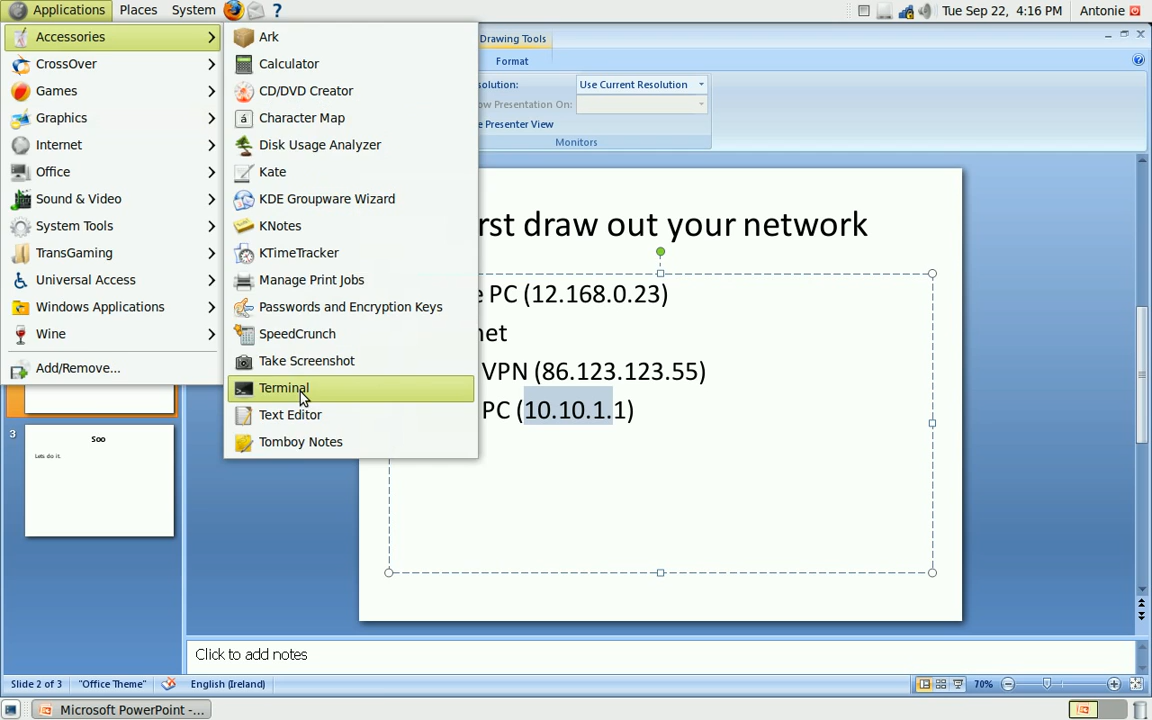 Applications Places System Tue Sep 22, 4:16 PM Antonie
Accessories
CrossOver
Games
Graphics
Internet
Office
Sound & Video
System Tools
TransGaming
Universal Access
Windows Applications
Wine
Add/Remove...
Ark
Calculator
CD/DVD Creator
Character Map
Disk Usage Analyzer
Kate
KDE Groupware Wizard
KNotes
KTimeTracker
Manage Print Jobs
Passwords and Encryption Keys
SpeedCrunch
Take Screenshot
Terminal
Text Editor
Tomboy Notes
Drawing Tools
Format
solution: Use Current Resolution
ow Presentation On:
e Presenter View
Monitors
rst draw out your network
e PC (12.168.0.23)
net
VPN (86.123.123.55)
PC (10.10.1.1)
3
Soo
Lets do it.
Click to add notes
Slide 2 of 3 "Office Theme" English (Ireland) 70%
Microsoft PowerPoint -...